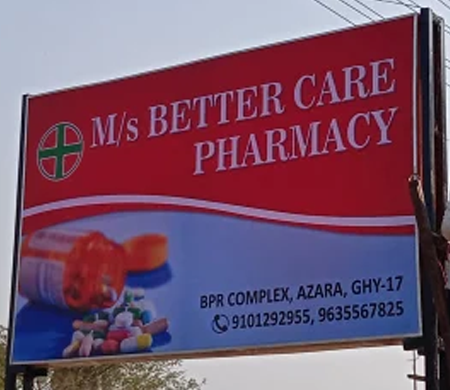 M/s BETTER CARE
PHARMACY
BPR COMPLEX, AZARA, GHY-17
9101292955, 9635567825